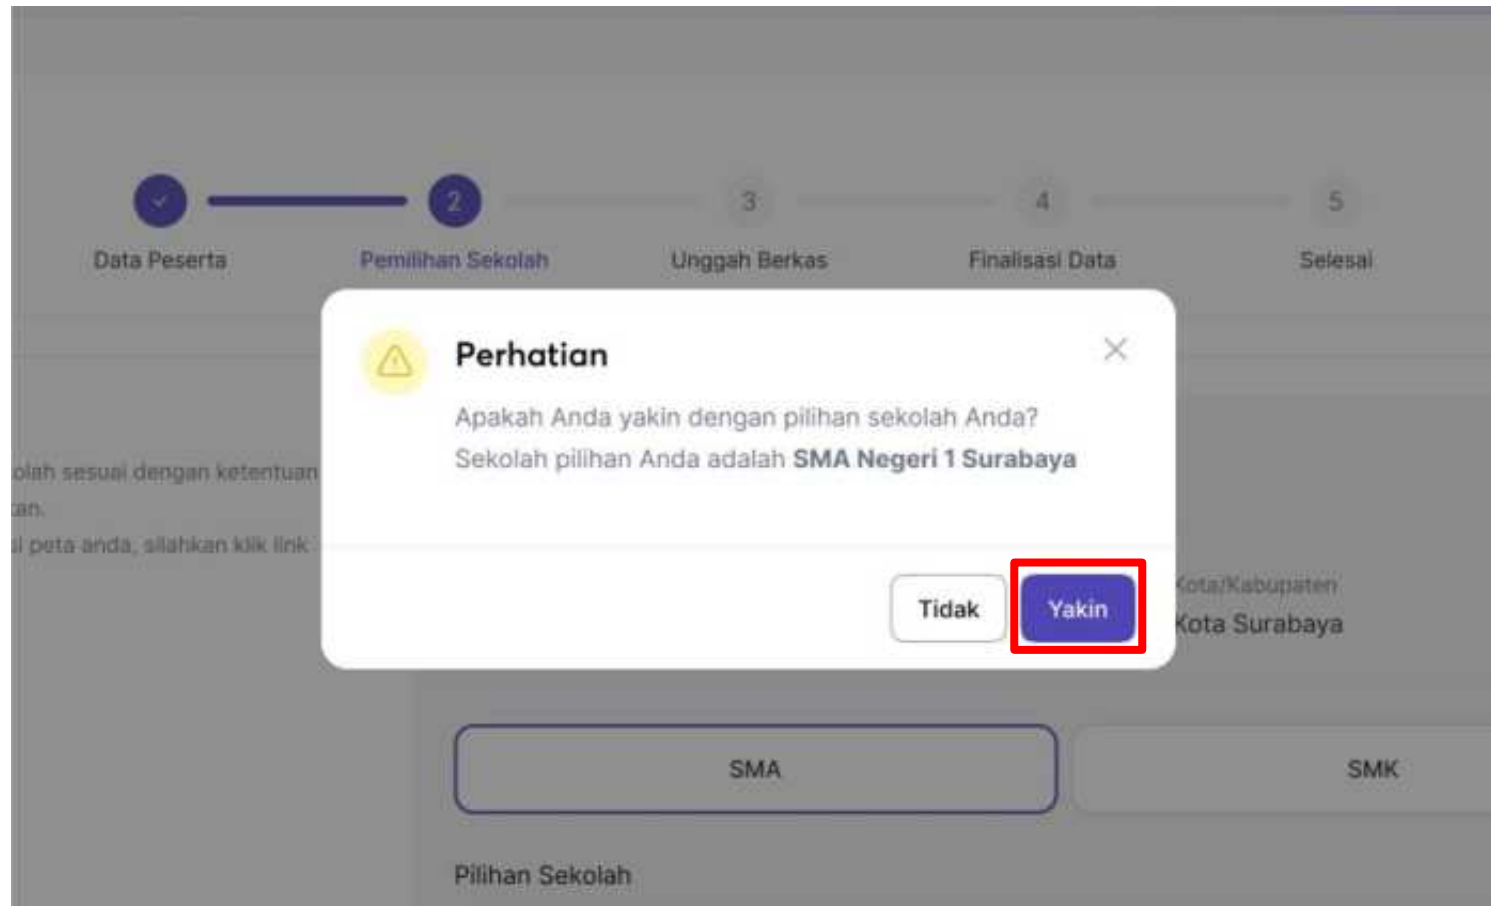 2 3 4 5
Data Peserta Pemilihan Sekolah Unggah Berkas Finalisasi Data Selesai
Perhatian
Apakah Anda yakin dengan pilihan sekolah Anda?
Sekolah pilihan Anda adalah SMA Negeri 1 Surabaya
sesuai dengan ketentuan
peta anda, silahkan klik link
Tidak Yakin
Kota/Kabupaten
Kota Surabaya
SMA SMK
Pilihan Sekolah